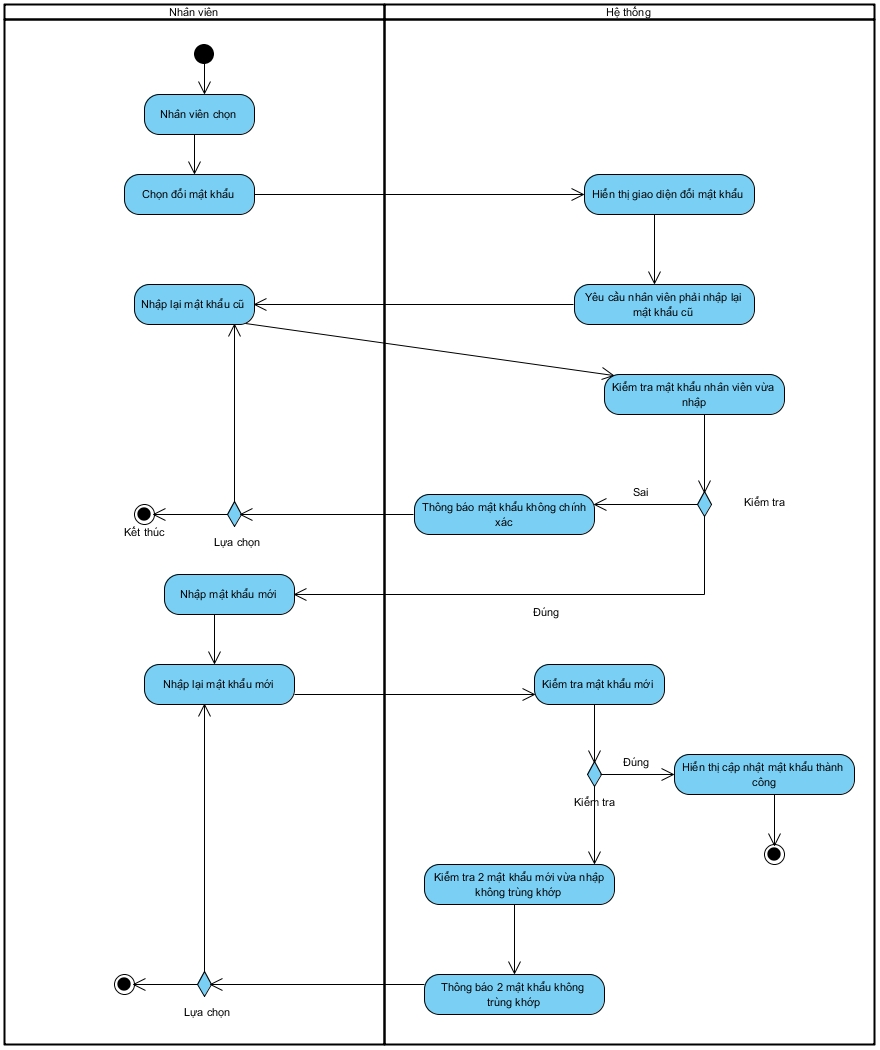 Nhân viên
Hệ thống
Nhân viên chọn
Chọn đổi mật khẩu
Hiển thị giao diện đổi mật khẩu
Nhập lại mật khẩu cũ
Yêu cầu nhân viên phải nhập lại
mật khẩu cũ
Kiểm tra mật khẩu nhân viên vừa
nhập
Sai
Kiểm tra
Thông báo mật khẩu không chính
xác
Kết thúc
Lựa chọn
Nhập mật khẩu mới
Đúng
Nhập lại mật khẩu mới
Kiểm tra mật khẩu mới
Đúng
Hiển thị cập nhật mật khẩu thành
công
Kiểm tra
Kiểm tra 2 mật khẩu mới vừa nhập
không trùng khớp
Thông báo 2 mật khẩu không
trùng khớp
Lựa chọn